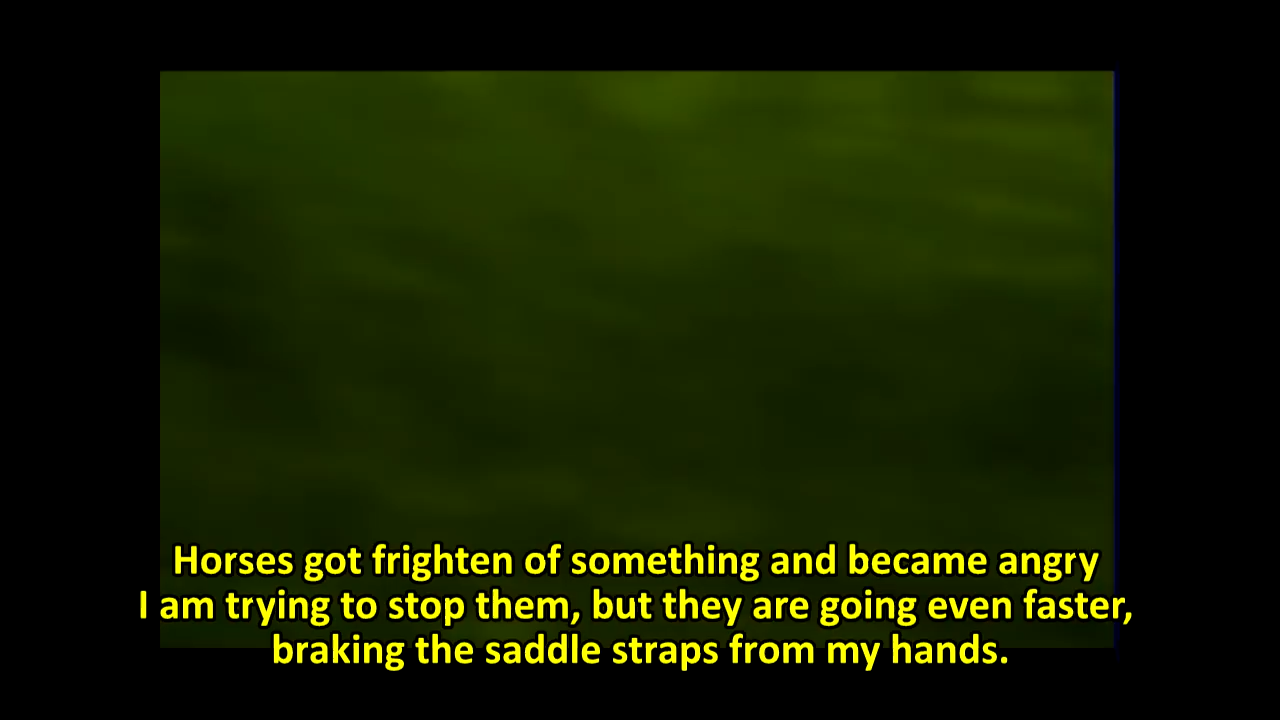 Horses got frighten of something and became angry
I am trying to stop them, but they are going even faster,
braking the saddle straps from my hands.